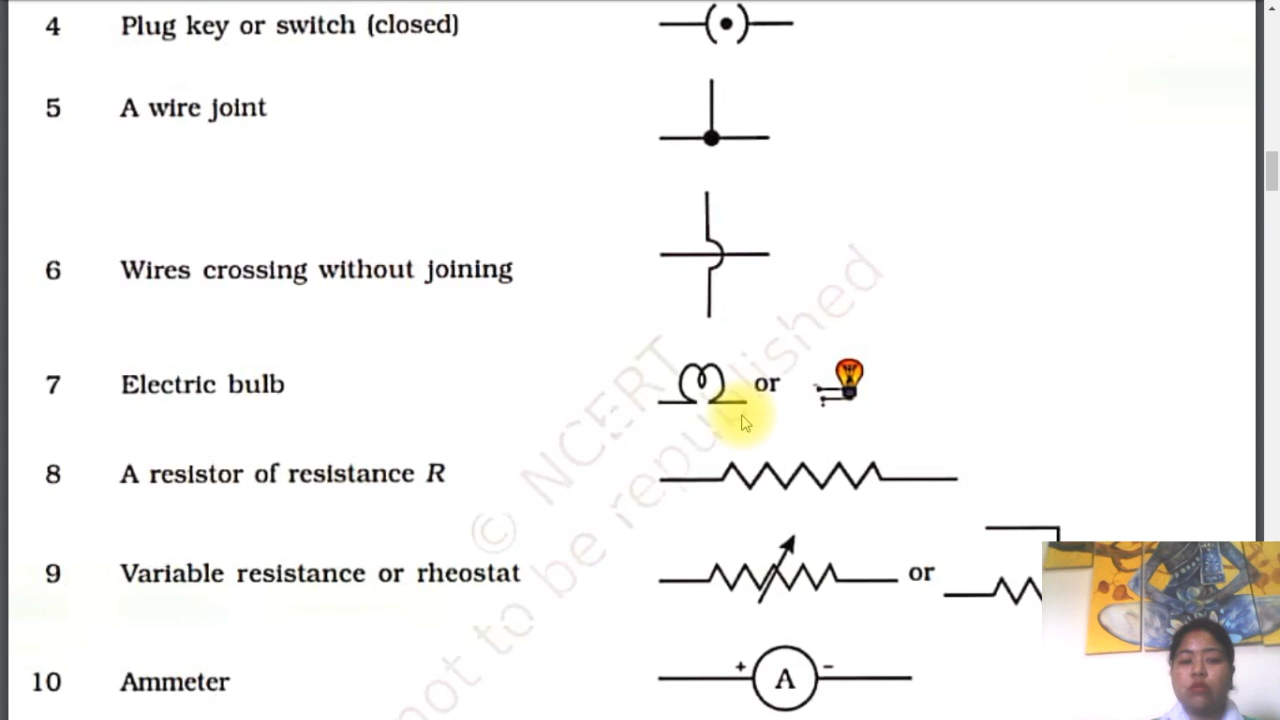 4 Plug key or switch (closed)
5 A wire joint
6 Wires crossing without joining
7 Electric bulb or
8 A resistor of resistance R
9 Variable resistance or rheostat or
10 Ammeter + A −
© NCERT
not to be republished